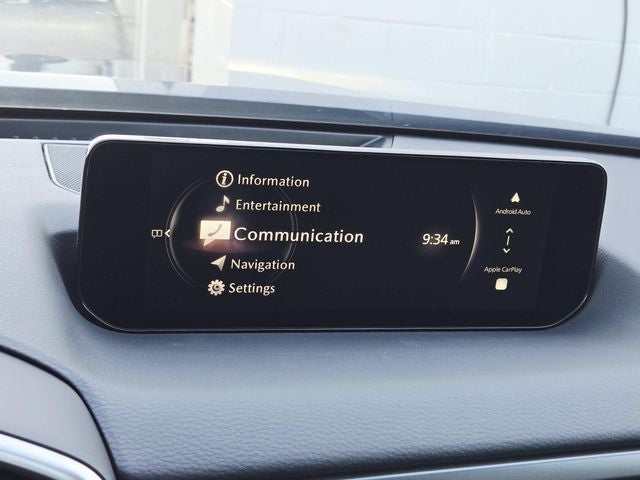 Information
Entertainment
Communication
Navigation
Settings
9:34 am
Android Auto
Apple CarPlay